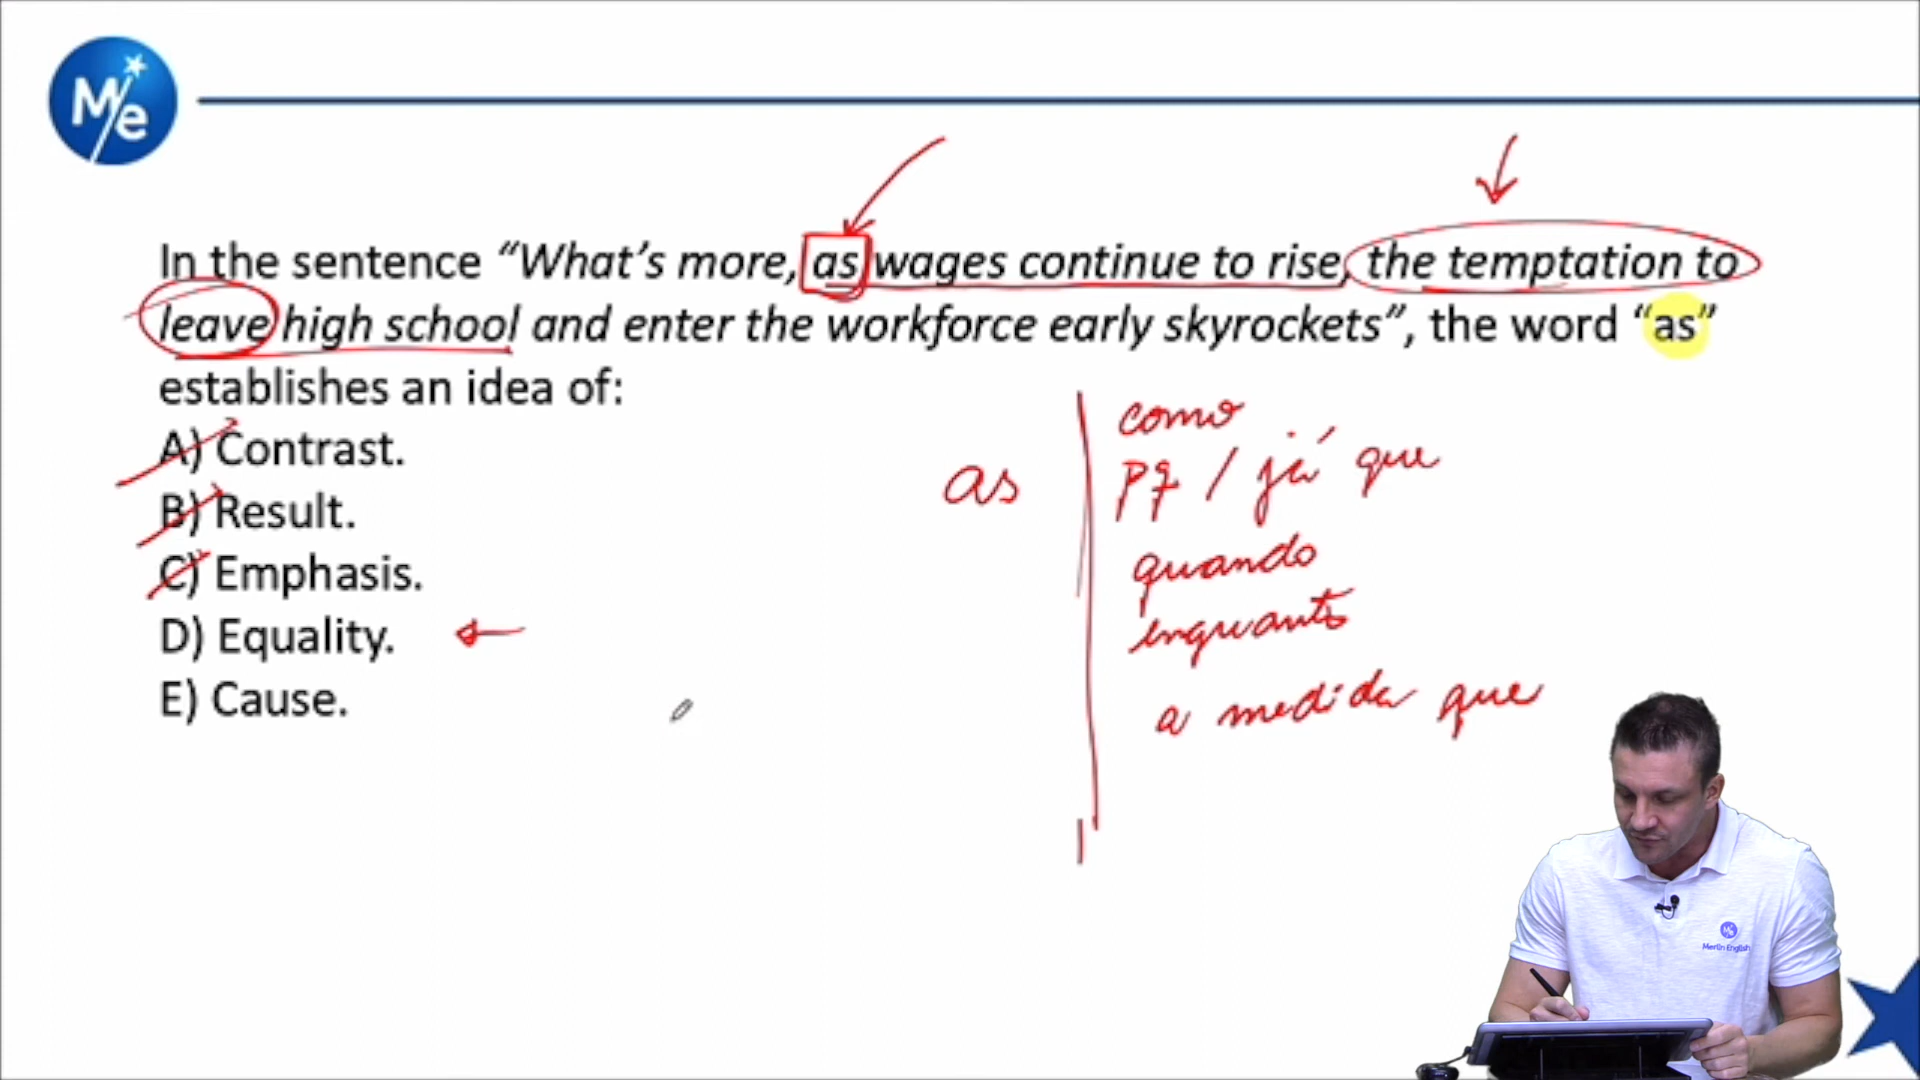 M/e
In the sentence “What’s more, as wages continue to rise, the temptation to
leave high school and enter the workforce early skyrockets”, the word “as”
establishes an idea of:
A) Contrast.
B) Result.
C) Emphasis.
D) Equality.
E) Cause.
as
como
pq / já que
quando
enquanto
a medida que
Me
Merlin English